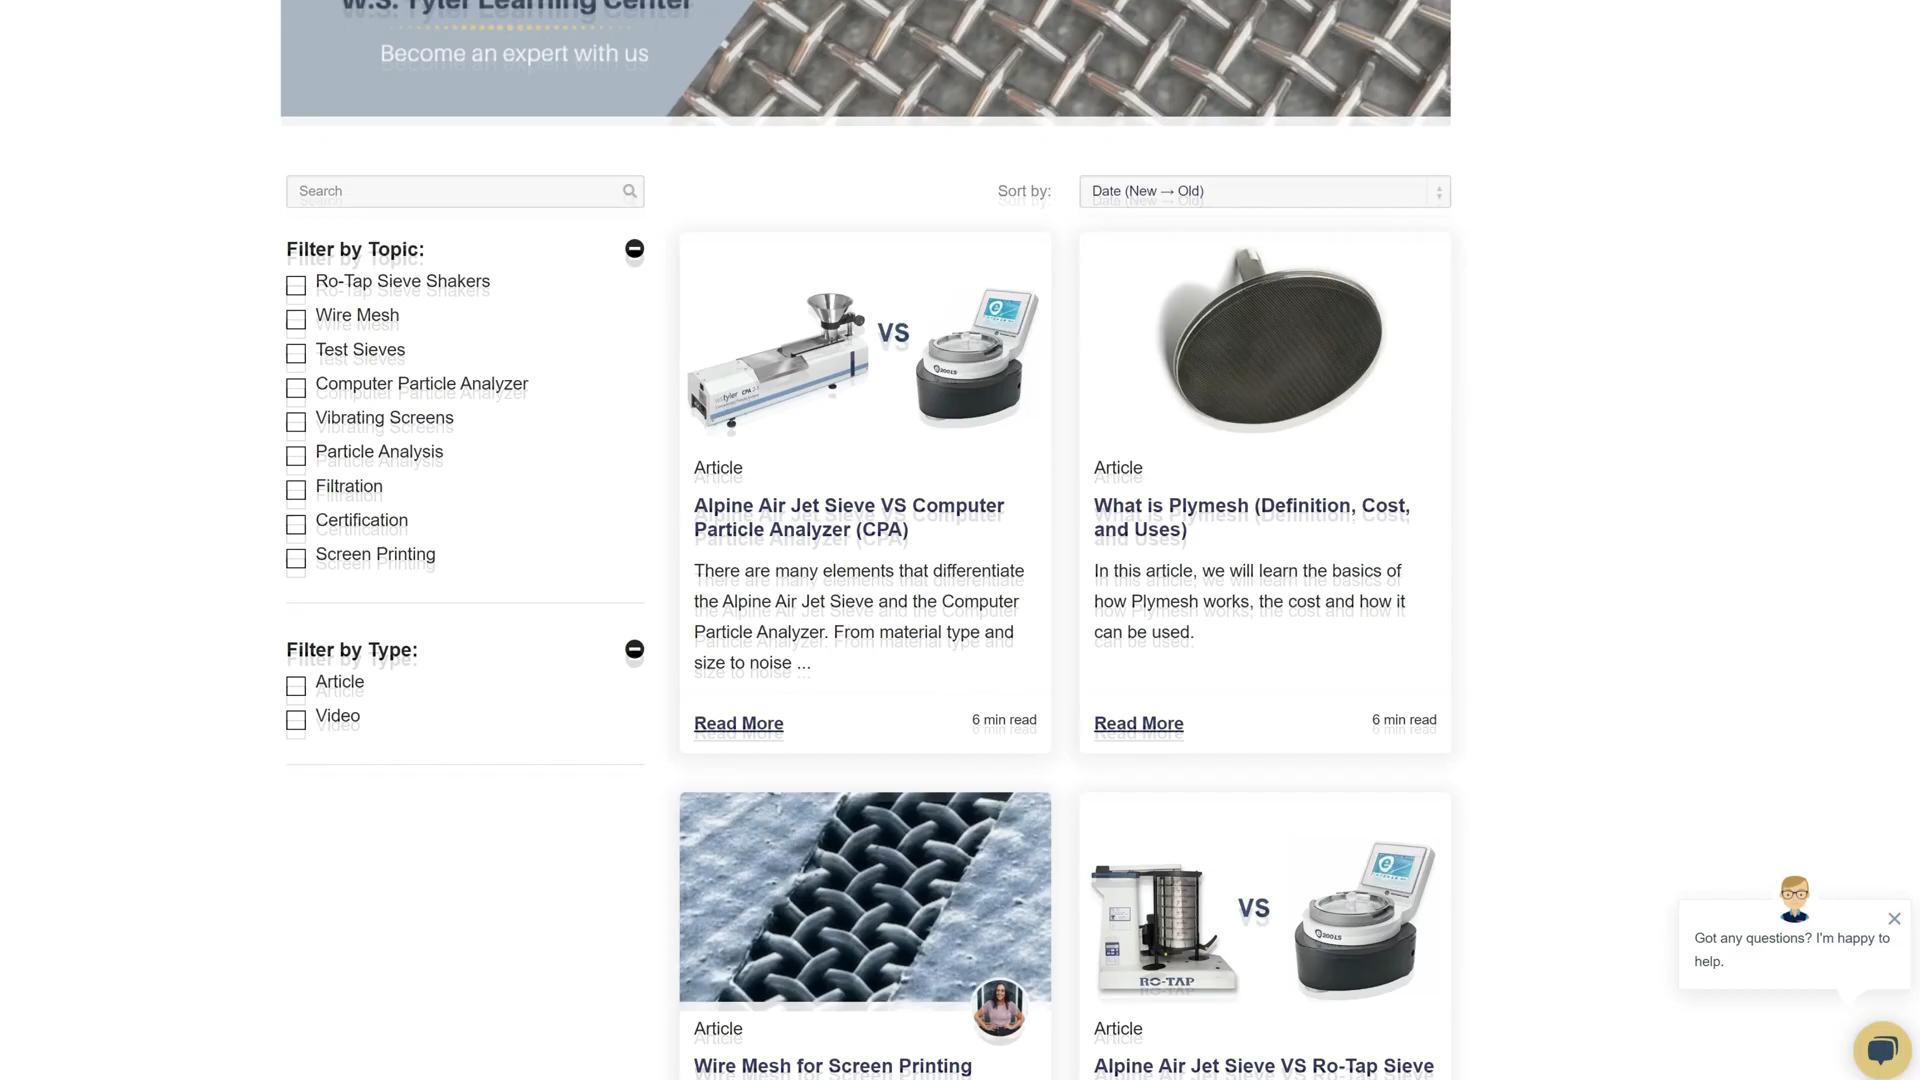 W.S. Tyler Learning Center
Become an expert with us
Search
Sort by:
Date (New → Old)
Filter by Topic:
Ro-Tap Sieve Shakers
Wire Mesh
Test Sieves
Computer Particle Analyzer
Vibrating Screens
Particle Analysis
Filtration
Certification
Screen Printing
Filter by Type:
Article
Video
VS
Article
Alpine Air Jet Sieve VS Computer
Particle Analyzer (CPA)
There are many elements that differentiate
the Alpine Air Jet Sieve and the Computer
Particle Analyzer. From material type and
size to noise ...
Read More
6 min read
Article
What is Plymesh (Definition, Cost,
and Uses)
In this article, we will learn the basics of
how Plymesh works, the cost and how it
can be used.
Read More
6 min read
Article
Wire Mesh for Screen Printing
VS
RO-TAP
Article
Alpine Air Jet Sieve VS Ro-Tap Sieve
Got any questions? I'm happy to
help.